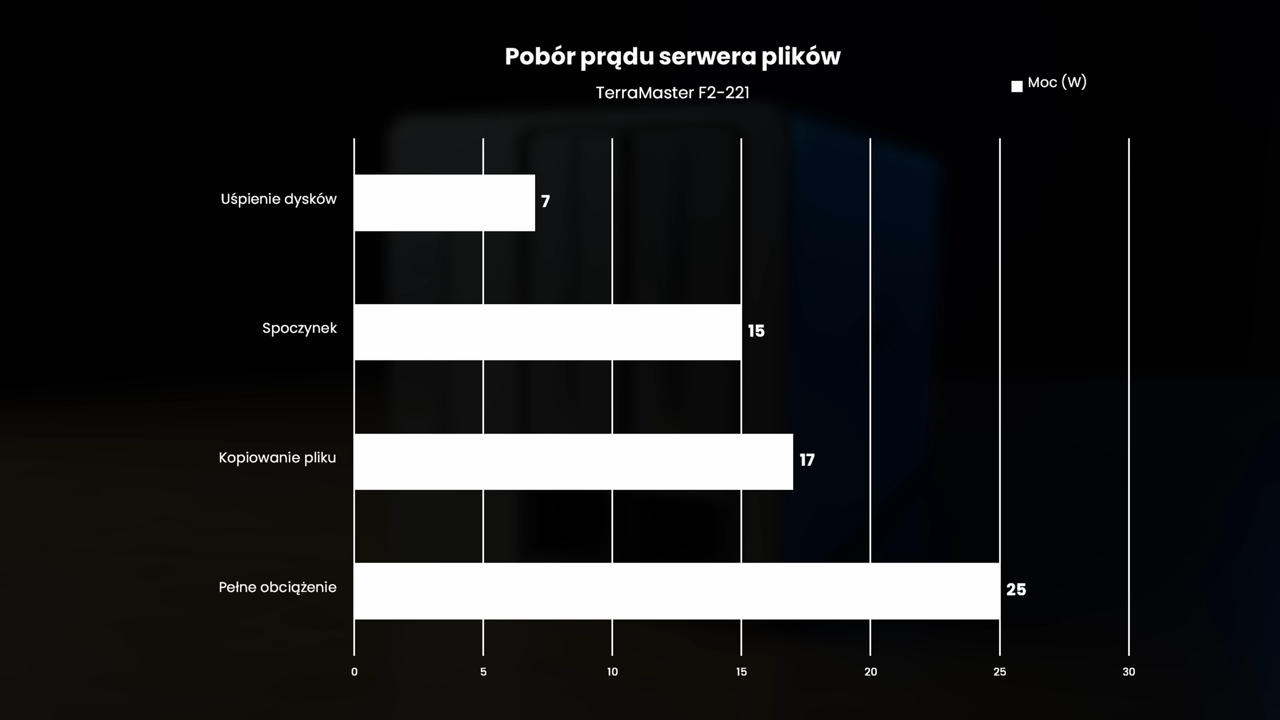 Pobór prądu serwera plików
TerraMaster F2-221
Moc (W)
Uśpienie dysków
7
Spoczynek
15
Kopiowanie pliku
17
Pełne obciążenie
25
0 5 10 15 20 25 30